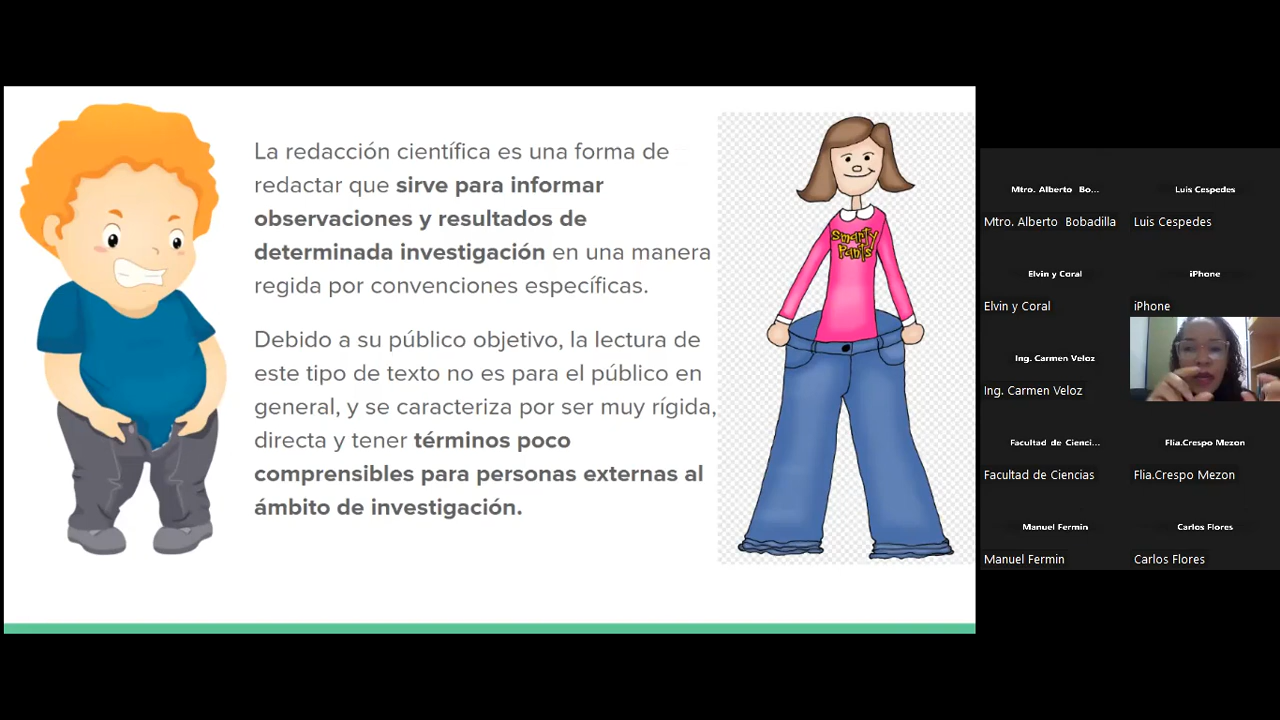 La redacción científica es una forma de
redactar que sirve para informar
observaciones y resultados de
determinada investigación en una manera
regida por convenciones específicas.
Debido a su público objetivo, la lectura de
este tipo de texto no es para el público en
general, y se caracteriza por ser muy rígida,
directa y tener términos poco
comprensibles para personas externas al
ámbito de investigación.
Smarty
Pants
Mtro. Alberto Bo...
Luis Cespedes
Mtro. Alberto Bobadilla
Luis Cespedes
Elvin y Coral
iPhone
Elvin y Coral
iPhone
Ing. Carmen Veloz
Ing. Carmen Veloz
Facultad de Cienci...
Flia.Crespo Mezon
Facultad de Ciencias
Flia.Crespo Mezon
Manuel Fermin
Carlos Flores
Manuel Fermin
Carlos Flores